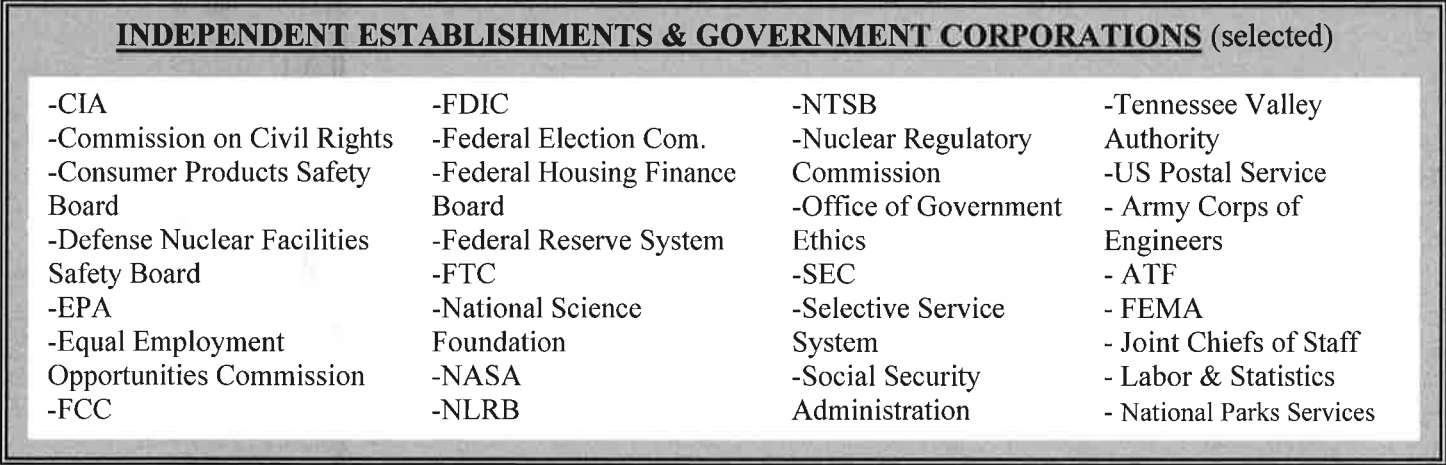 INDEPENDENT ESTABLISHMENTS & GOVERNMENT CORPORATIONS (selected)
-CIA
-Commission on Civil Rights
-Consumer Products Safety
Board
-Defense Nuclear Facilities
Safety Board
-EPA
-Equal Employment
Opportunities Commission
-FCC
-FDIC
-Federal Election Com.
-Federal Housing Finance
Board
-Federal Reserve System
-FTC
-National Science
Foundation
-NASA
-NLRB
-NTSB
-Nuclear Regulatory
Commission
-Office of Government
Ethics
-SEC
-Selective Service
System
-Social Security
Administration
-Tennessee Valley
Authority
-US Postal Service
- Army Corps of
Engineers
- ATF
- FEMA
- Joint Chiefs of Staff
- Labor & Statistics
- National Parks Services